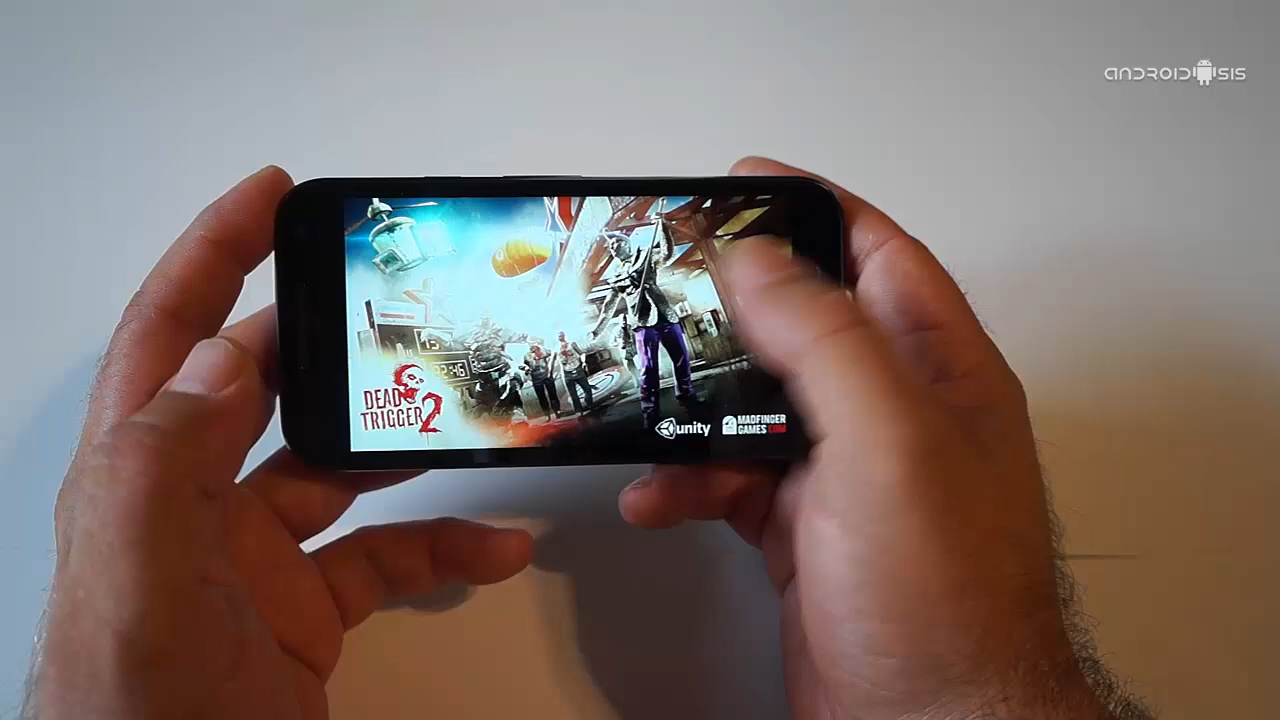 ANDROIDSIS
DEAD
TRIGGER 2
unity
MADFINGER
GAMES.COM